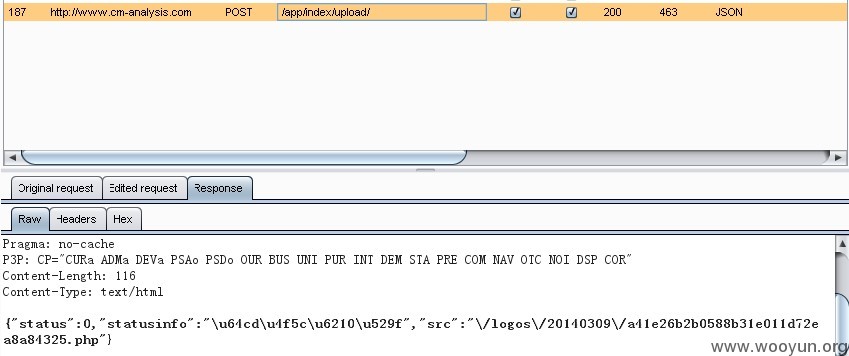 187 http://www.cm-analysis.com POST /app/index/upload/ 200 463 JSON
Original request Edited request Response
Raw Headers Hex
Pragma: no-cache
P3P: CP="CURa ADMa DEVa PSAo PSDo OUR BUS UNI PUR INT DEM STA PRE COM NAV OTC NOI DSP COR"
Content-Length: 116
Content-Type: text/html
{"status":0,"statusinfo":"\u64cd\u4f5c\u6210\u529f","src":"\/logos\/20140309\/a41e26b2b0588b31e011d72e
a8a84325.php"}
www.wooyun.org